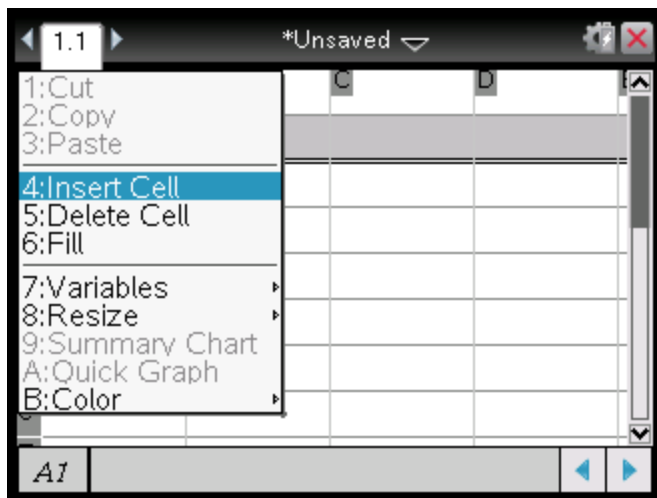 1.1
*Unsaved
C D
1:Cut
2:Copy
3:Paste
4:Insert Cell
5:Delete Cell
6:Fill
7:Variables
8:Resize
9:Summary Chart
A:Quick Graph
B:Color
A1